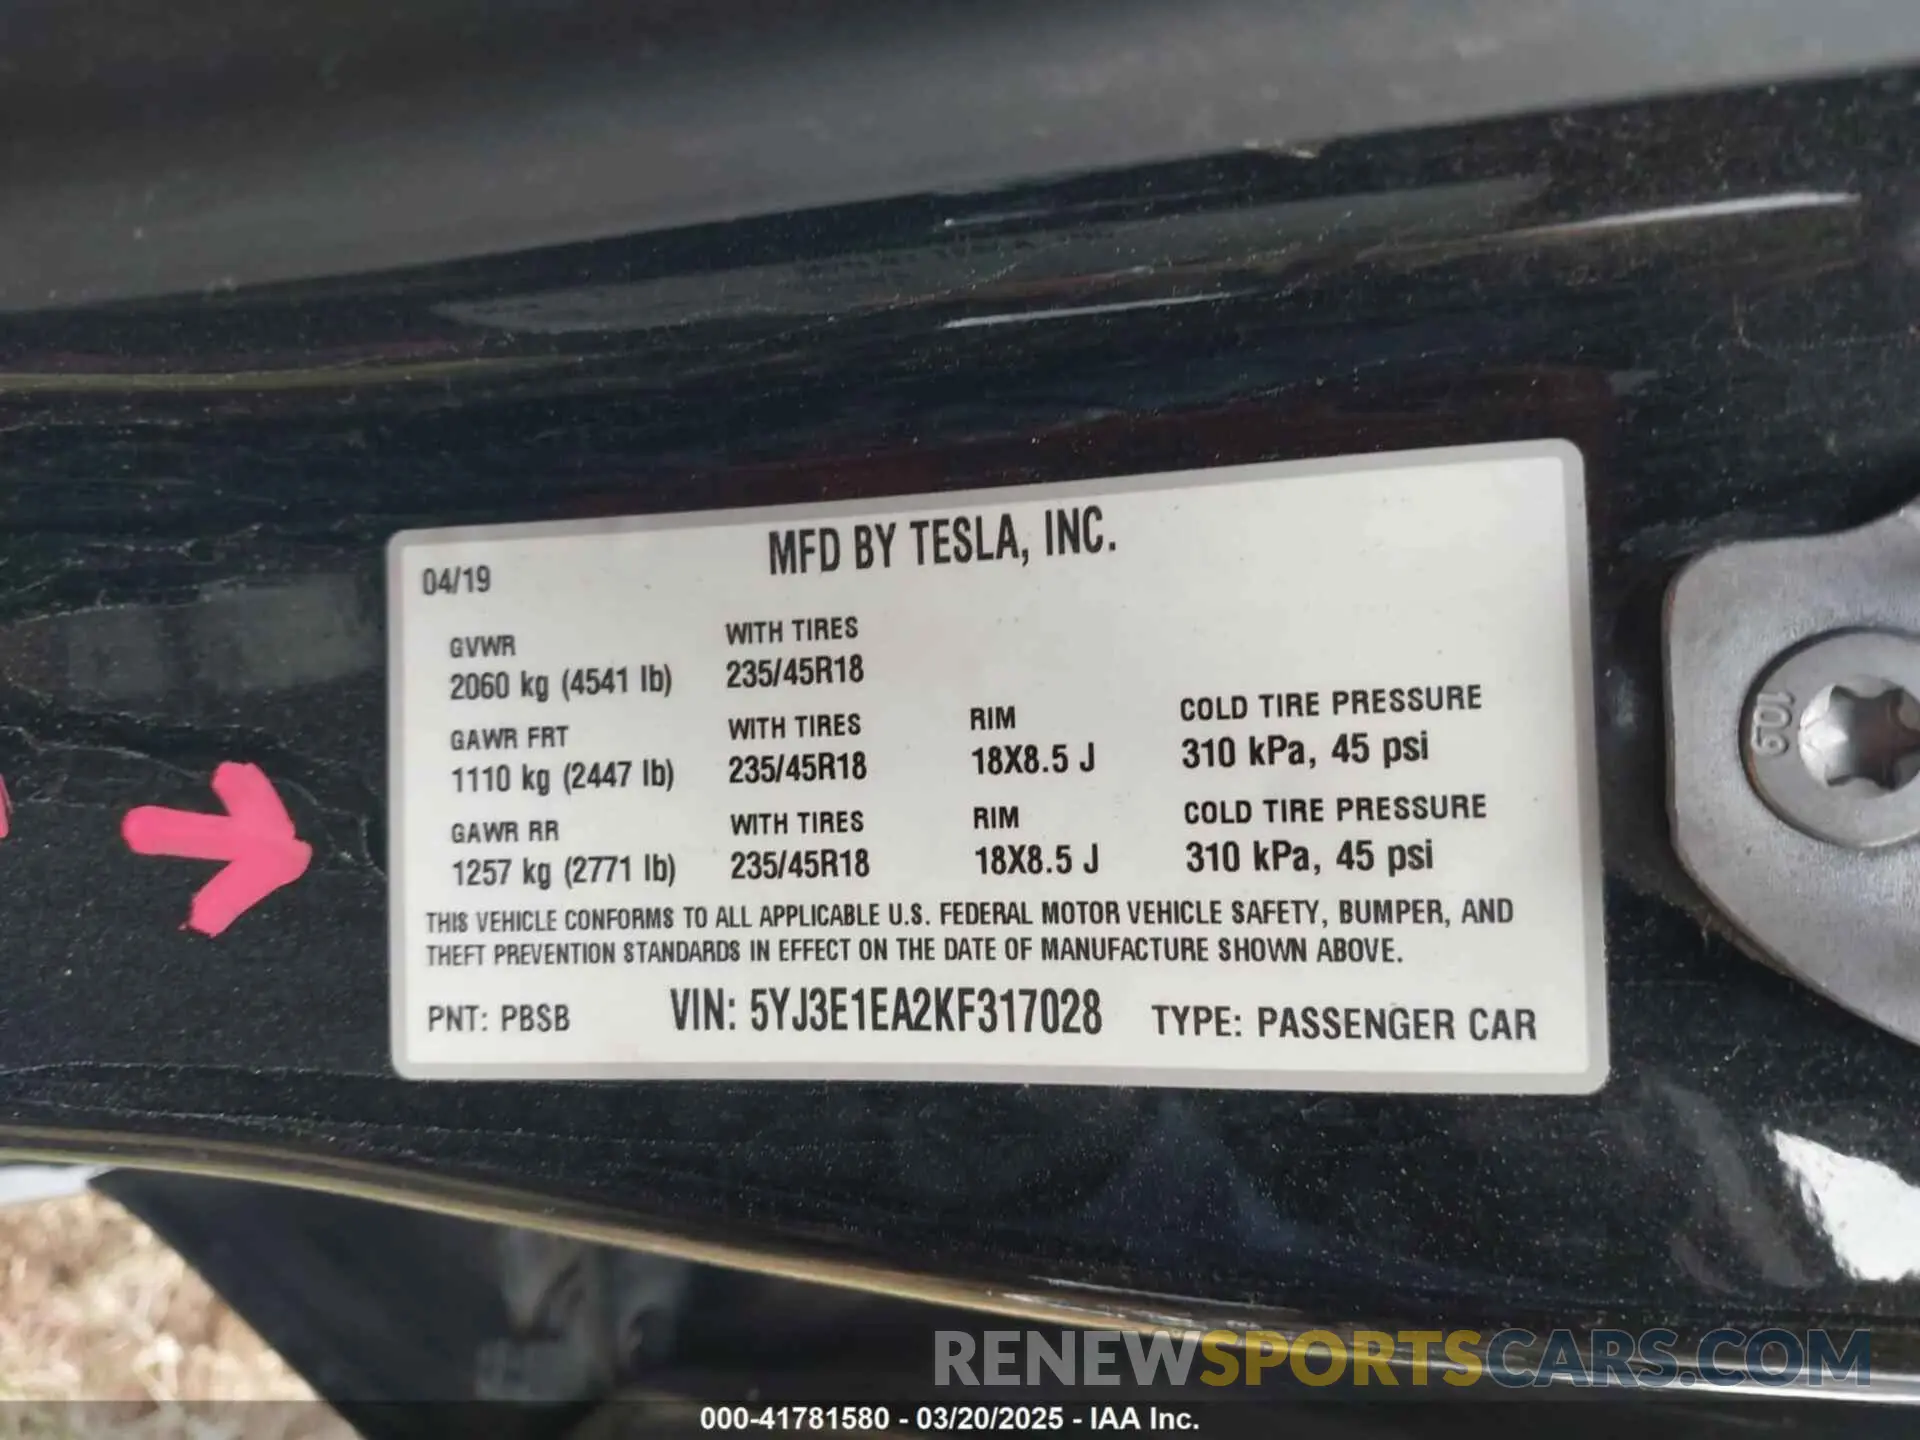 MFD BY TESLA, INC.
04/19
GVWR
2060 kg (4541 lb)
WITH TIRES
235/45R18
GAWR FRT
1110 kg (2447 lb)
WITH TIRES
235/45R18
RIM
18X8.5 J
COLD TIRE PRESSURE
310 kPa, 45 psi
GAWR RR
1257 kg (2771 lb)
WITH TIRES
235/45R18
RIM
18X8.5 J
COLD TIRE PRESSURE
310 kPa, 45 psi
THIS VEHICLE CONFORMS TO ALL APPLICABLE U.S. FEDERAL MOTOR VEHICLE SAFETY, BUMPER, AND
THEFT PREVENTION STANDARDS IN EFFECT ON THE DATE OF MANUFACTURE SHOWN ABOVE.
PNT: PBSB
VIN: 5YJ3E1EA2KF317028
TYPE: PASSENGER CAR
109
RENEWSPORTSCARS.COM
000-41781580 - 03/20/2025 - IAA Inc.